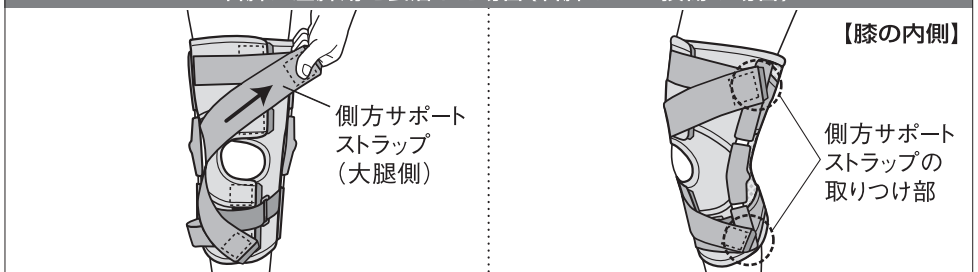 側方サポート
ストラップ
（大腿側）
【膝の内側】
側方サポート
ストラップの
取りつけ部